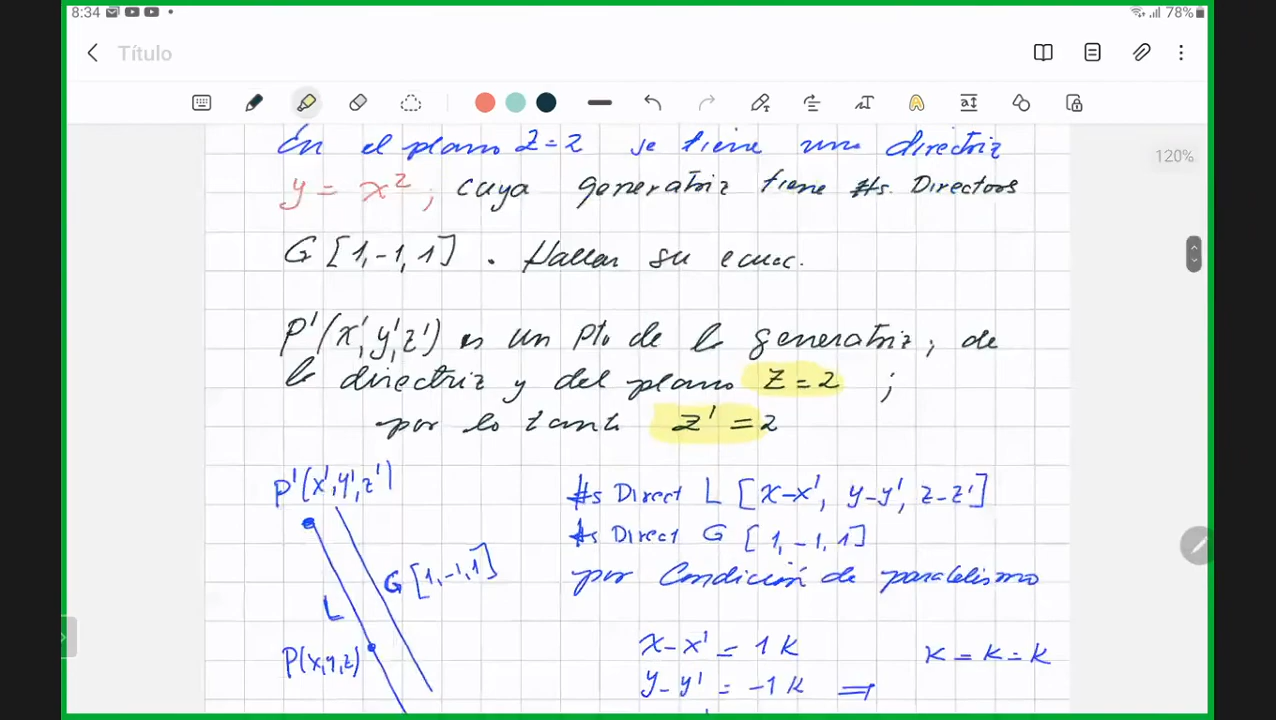 8:34
78%
Título
120%
En el plano Z=2 se tiene una directriz
y = x², cuya generatriz tiene #s. Directors
G [1,-1,1] . Hallar su ecuac.
P'(x',y',z') es un Pto de la generatriz, de
la directriz y del plano Z=2 ;
por lo tanto z' = 2
P'(x',y',z')
#s Direct L [x-x', y-y', z-z']
#s Direct G [1,-1,1]
G [1,-1,1]
por Condición de paralelismo
L
P(x,y,z)
x-x' = 1 K
K = K = K
y-y' = -1 K ⇒